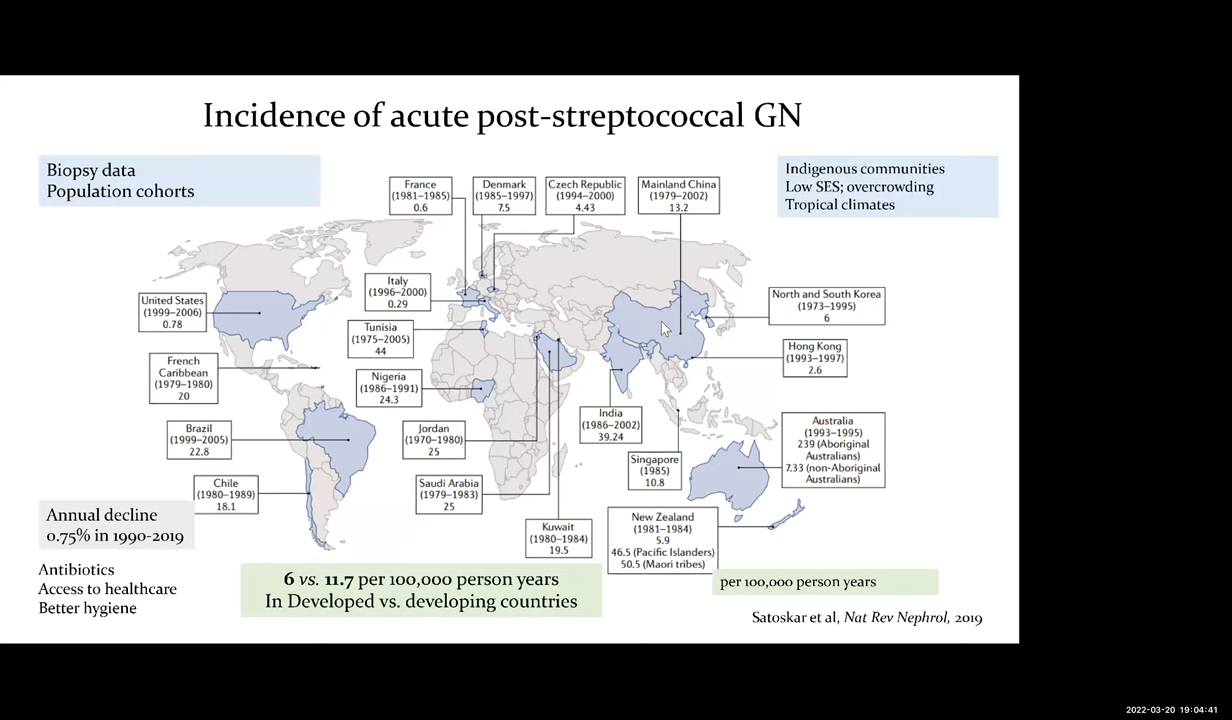 Incidence of acute post-streptococcal GN
Biopsy data
Population cohorts
Indigenous communities
Low SES; overcrowding
Tropical climates
France
(1981–1985)
0.6
Denmark
(1985–1997)
7.5
Czech Republic
(1994–2000)
4.43
Mainland China
(1979–2002)
13.2
Italy
(1996–2000)
0.29
United States
(1999–2006)
0.78
North and South Korea
(1973–1995)
6
Tunisia
(1975–2005)
44
Hong Kong
(1993–1997)
2.6
French
Caribbean
(1979–1980)
20
Nigeria
(1986–1991)
24.3
India
(1986–2002)
39.24
Australia
(1993–1995)
239 (Aboriginal
Australians)
7.33 (non-Aboriginal
Australians)
Brazil
(1999–2005)
22.8
Jordan
(1970–1980)
25
Singapore
(1985)
10.8
Chile
(1980–1989)
18.1
Saudi Arabia
(1979–1983)
25
Kuwait
(1980–1984)
19.5
New Zealand
(1981–1984)
5.9
46.5 (Pacific Islanders)
50.5 (Maori tribes)
Annual decline
0.75% in 1990-2019
Antibiotics
Access to healthcare
Better hygiene
6 vs. 11.7 per 100,000 person years
In Developed vs. developing countries
per 100,000 person years
Satoskar et al, Nat Rev Nephrol, 2019
2022-03-20 19:04:41